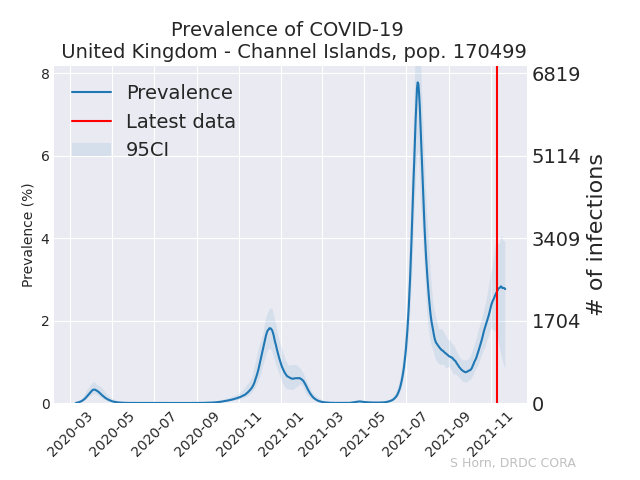 Prevalence of COVID-19
United Kingdom - Channel Islands, pop. 170499
Prevalence
Latest data
95CI
Prevalence (%)
8
6
4
2
0
6819
5114
3409
1704
0
# of infections
2020-03
2020-05
2020-07
2020-09
2020-11
2021-01
2021-03
2021-05
2021-07
2021-09
2021-11
S Horn, DRDC CORA